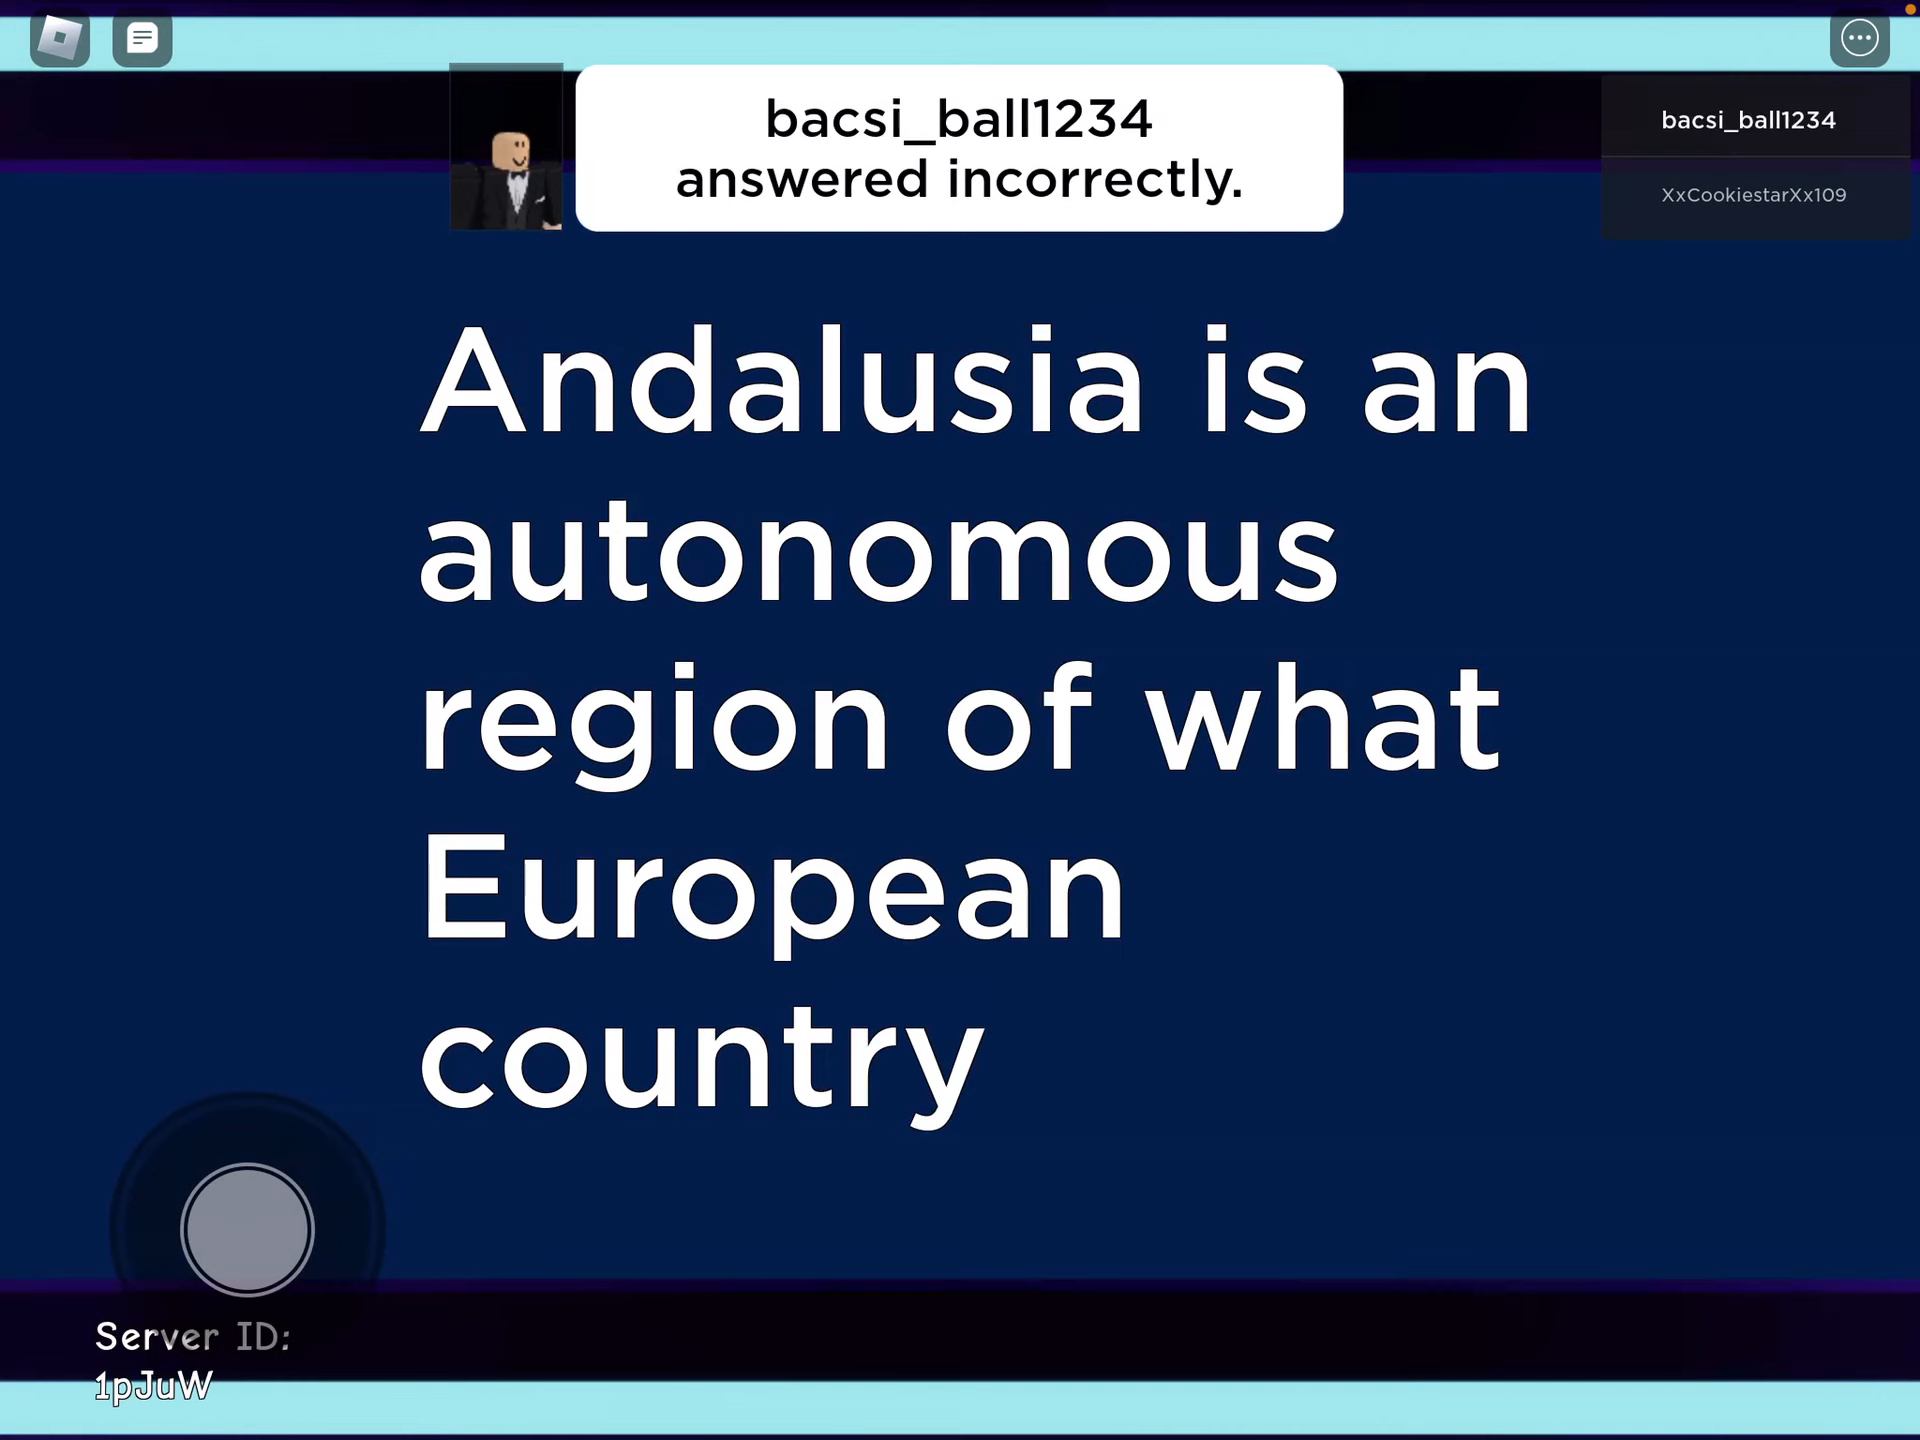 bacsi_ball1234
answered incorrectly.
bacsi_ball1234
XxCookiestarXx109
Andalusia is an
autonomous
region of what
European
country
Server ID:
1pJuW